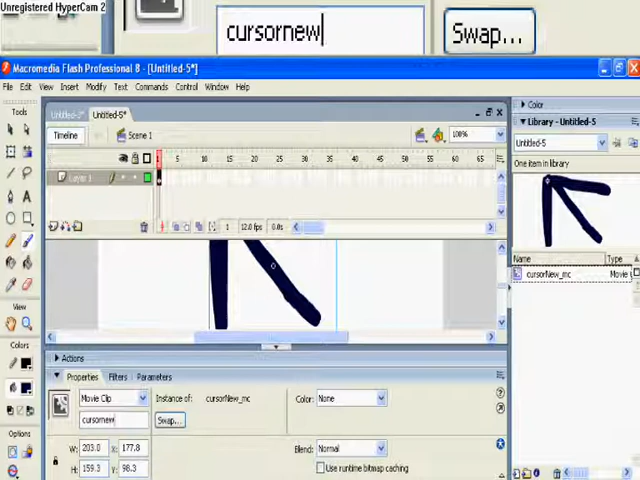 Unregistered HyperCam 2
cursornew
Swap...
Macromedia Flash Professional 8 - [Untitled-5*]
File Edit View Insert Modify Text Commands Control Window Help
Tools
Untitled-3* Untitled-5*
Timeline Scene 1 100%
1 5 10 15 20 25 30 35 40 45 50 55 60 65
Layer 1
1 12.0 fps 0.0s
View
Colors
Options
Color
Library - Untitled-5
Untitled-5
One item in library
Name Type
cursorNew_mc Movie
Actions
Properties Filters Parameters
Movie Clip Instance of: cursorNew_mc Color: None
cursornew Swap...
W: 203.0 X: 177.8 Blend: Normal
H: 159.3 Y: 98.3 Use runtime bitmap caching